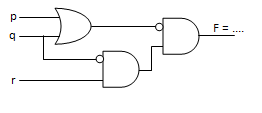 p
q
F = ....
r